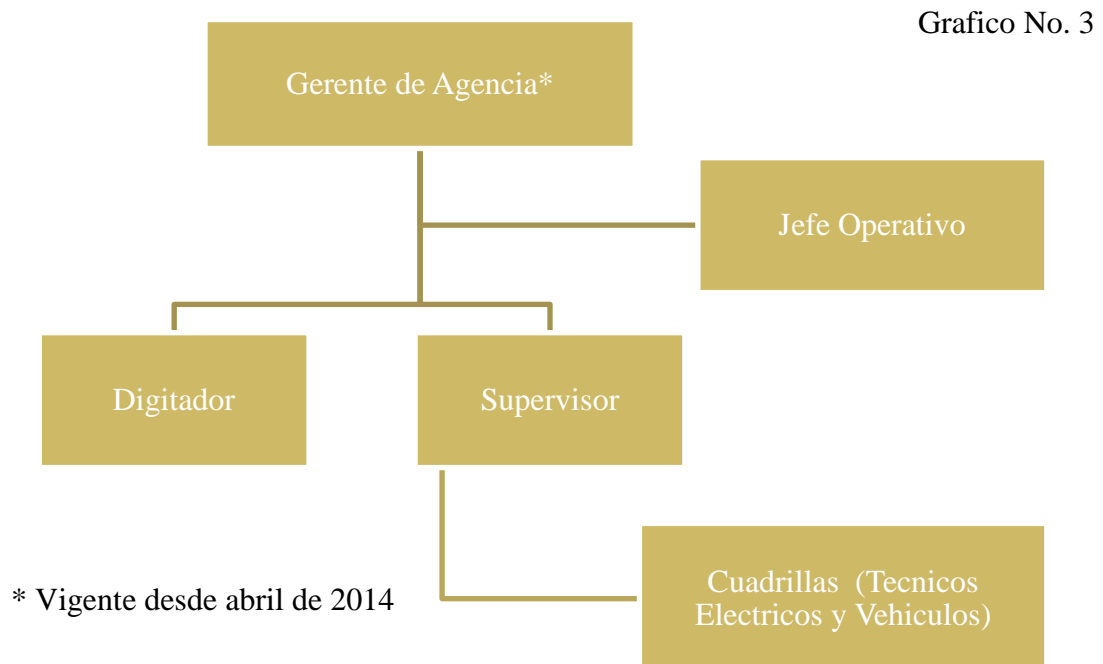 Grafico No. 3
Gerente de Agencia*
Jefe Operativo
Digitador
Supervisor
Cuadrillas (Tecnicos
Electricos y Vehiculos)
* Vigente desde abril de 2014